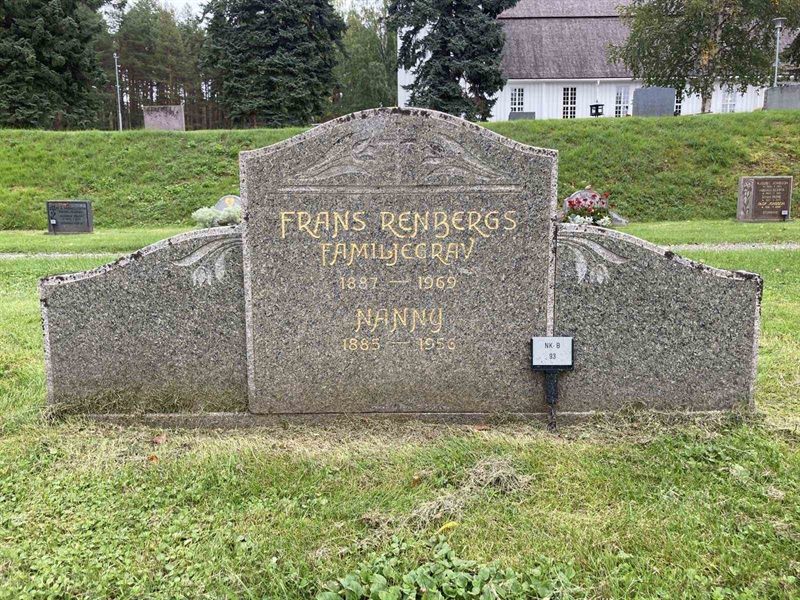 FRANS RENBERGS
FAMILJEGRAV
1887 — 1969
NANNY
1885 — 1956
NK B
93